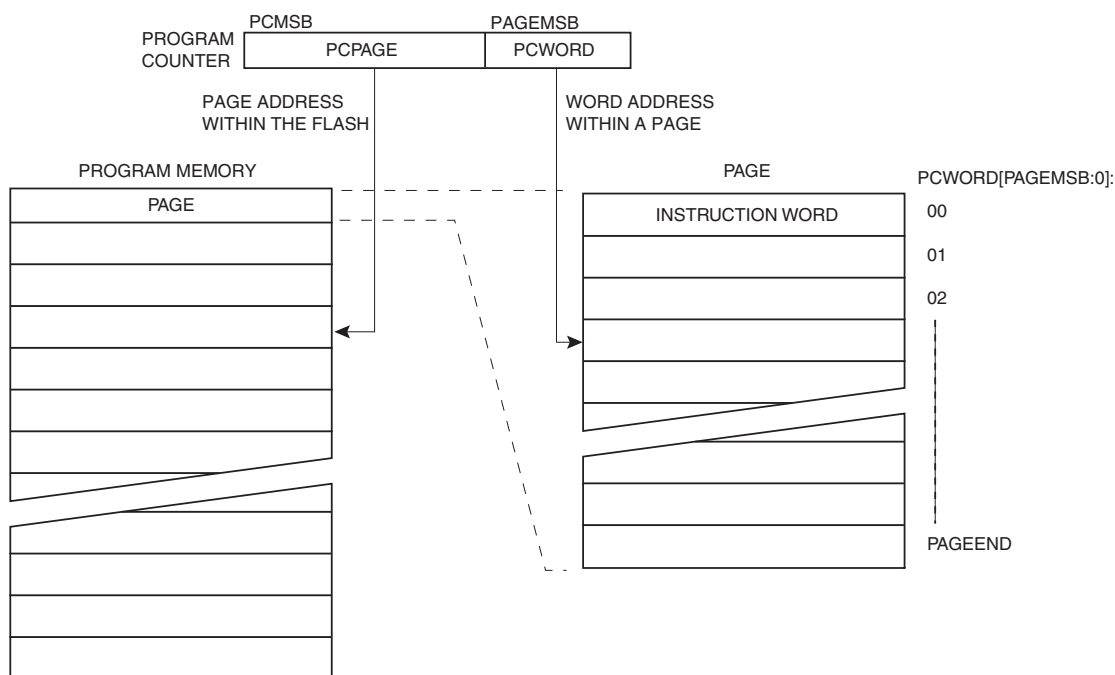 PCMSB
PAGEMSB
PROGRAM
COUNTER
PCPAGE
PCWORD
PAGE ADDRESS
WITHIN THE FLASH
WORD ADDRESS
WITHIN A PAGE
PROGRAM MEMORY
PAGE
PAGE
PCWORD[PAGEMSB:0]:
INSTRUCTION WORD
00
01
02
PAGEEND